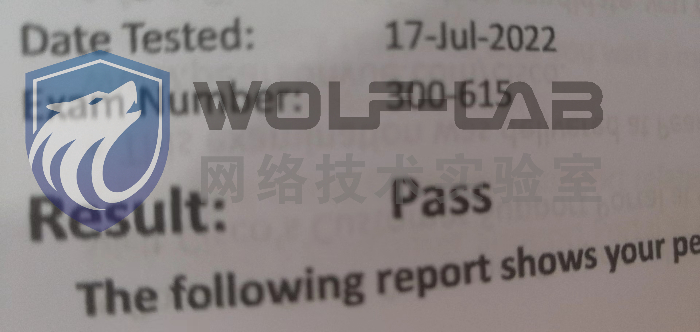 Date Tested: 17-Jul-2022
Exam Number: 300-615
WOLF-LAB
网络技术实验室
Result: Pass
The following report shows your pe